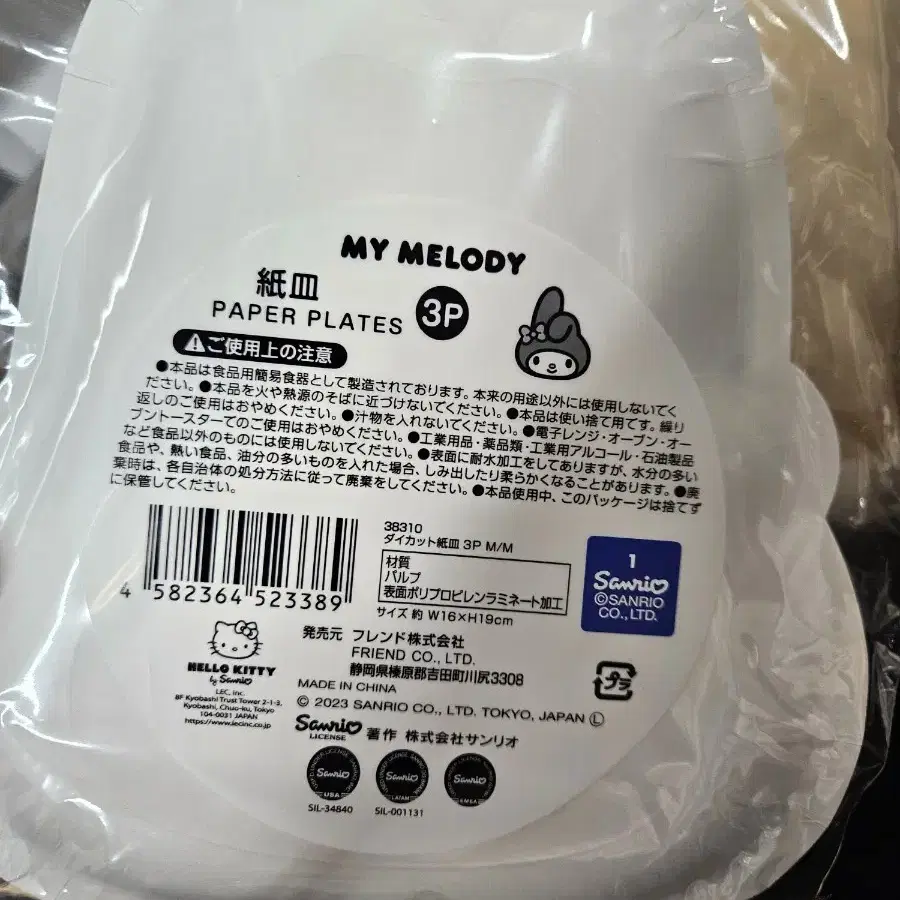 MY MELODY
紙皿
PAPER PLATES 3P
ご使用上の注意
●本品は食品用簡易食器として製造されております。本来の用途以外には使用しないでく
ださい。●本品を火や熱源のそばに近づけないでください。●本品は使い捨て用です。繰り
返しのご使用はおやめください。●汁物を入れないでください。●電子レンジ・オーブン・オー
ブントースターでのご使用はおやめください。●工業用品・薬品類・工業用アルコール・石油製品
など食品以外のものには使用しないでください。●表面に耐水加工をしてありますが、水分の多い
食品や、熱い食品、油分の多いものを入れた場合、しみ出したり柔らかくなることがあります。●廃
棄時は、各自治体の処分方法に従って廃棄をしてください。●本品使用中、このパッケージは捨てず
に保管してください。
38310
ダイカット紙皿 3P M/M
材質
パルプ
表面ポリプロピレンラミネート加工
サイズ 約 W16×H19cm
4 582364 523389
1
Sanrio
©SANRIO
CO., LTD.
HELLO KITTY
by Sanrio
LEC, Inc.
8F Kyobashi Trust Tower 2-1-3,
Kyobashi, Chuo-ku, Tokyo
104-0031 JAPAN
https://www.lecinc.co.jp
発売元 フレンド株式会社
FRIEND CO., LTD.
静岡県榛原郡吉田町川尻3308
MADE IN CHINA
© 2023 SANRIO CO., LTD. TOKYO, JAPAN Ⓛ
プラ
Sanrio
LICENSE
著作 株式会社サンリオ
Sanrio
USA
SIL-34840
Sanrio
LATAM
SIL-001131
Sanrio
EMEA